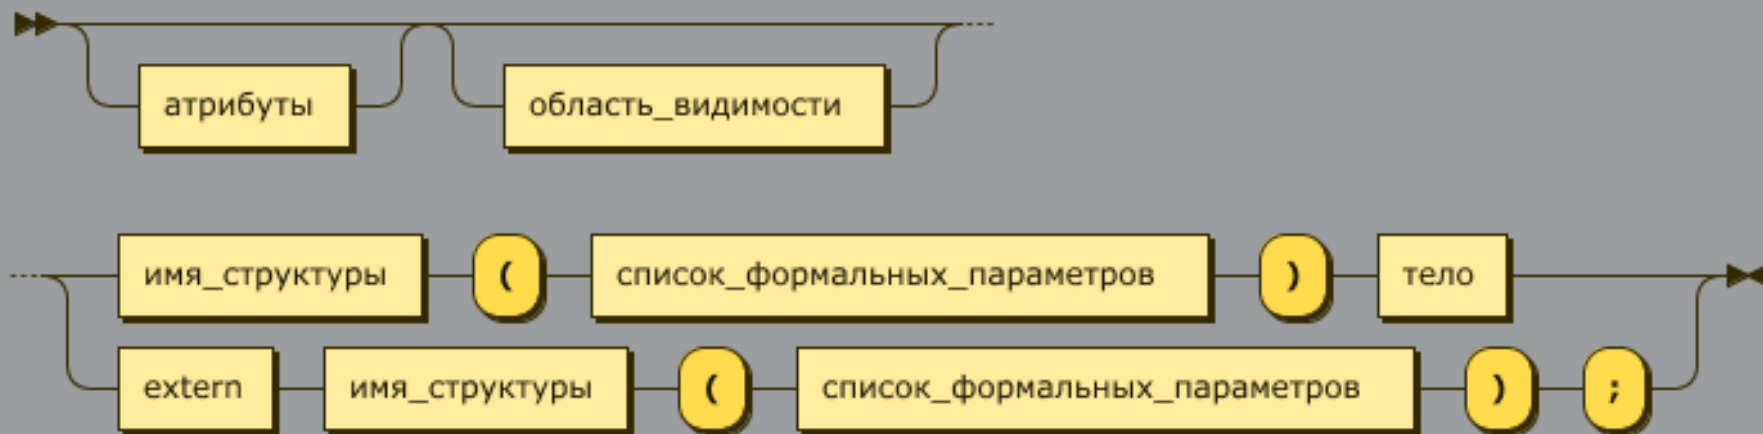 атрибуты область_видимости
имя_структуры ( список_формальных_параметров ) тело
extern имя_структуры ( список_формальных_параметров ) ;